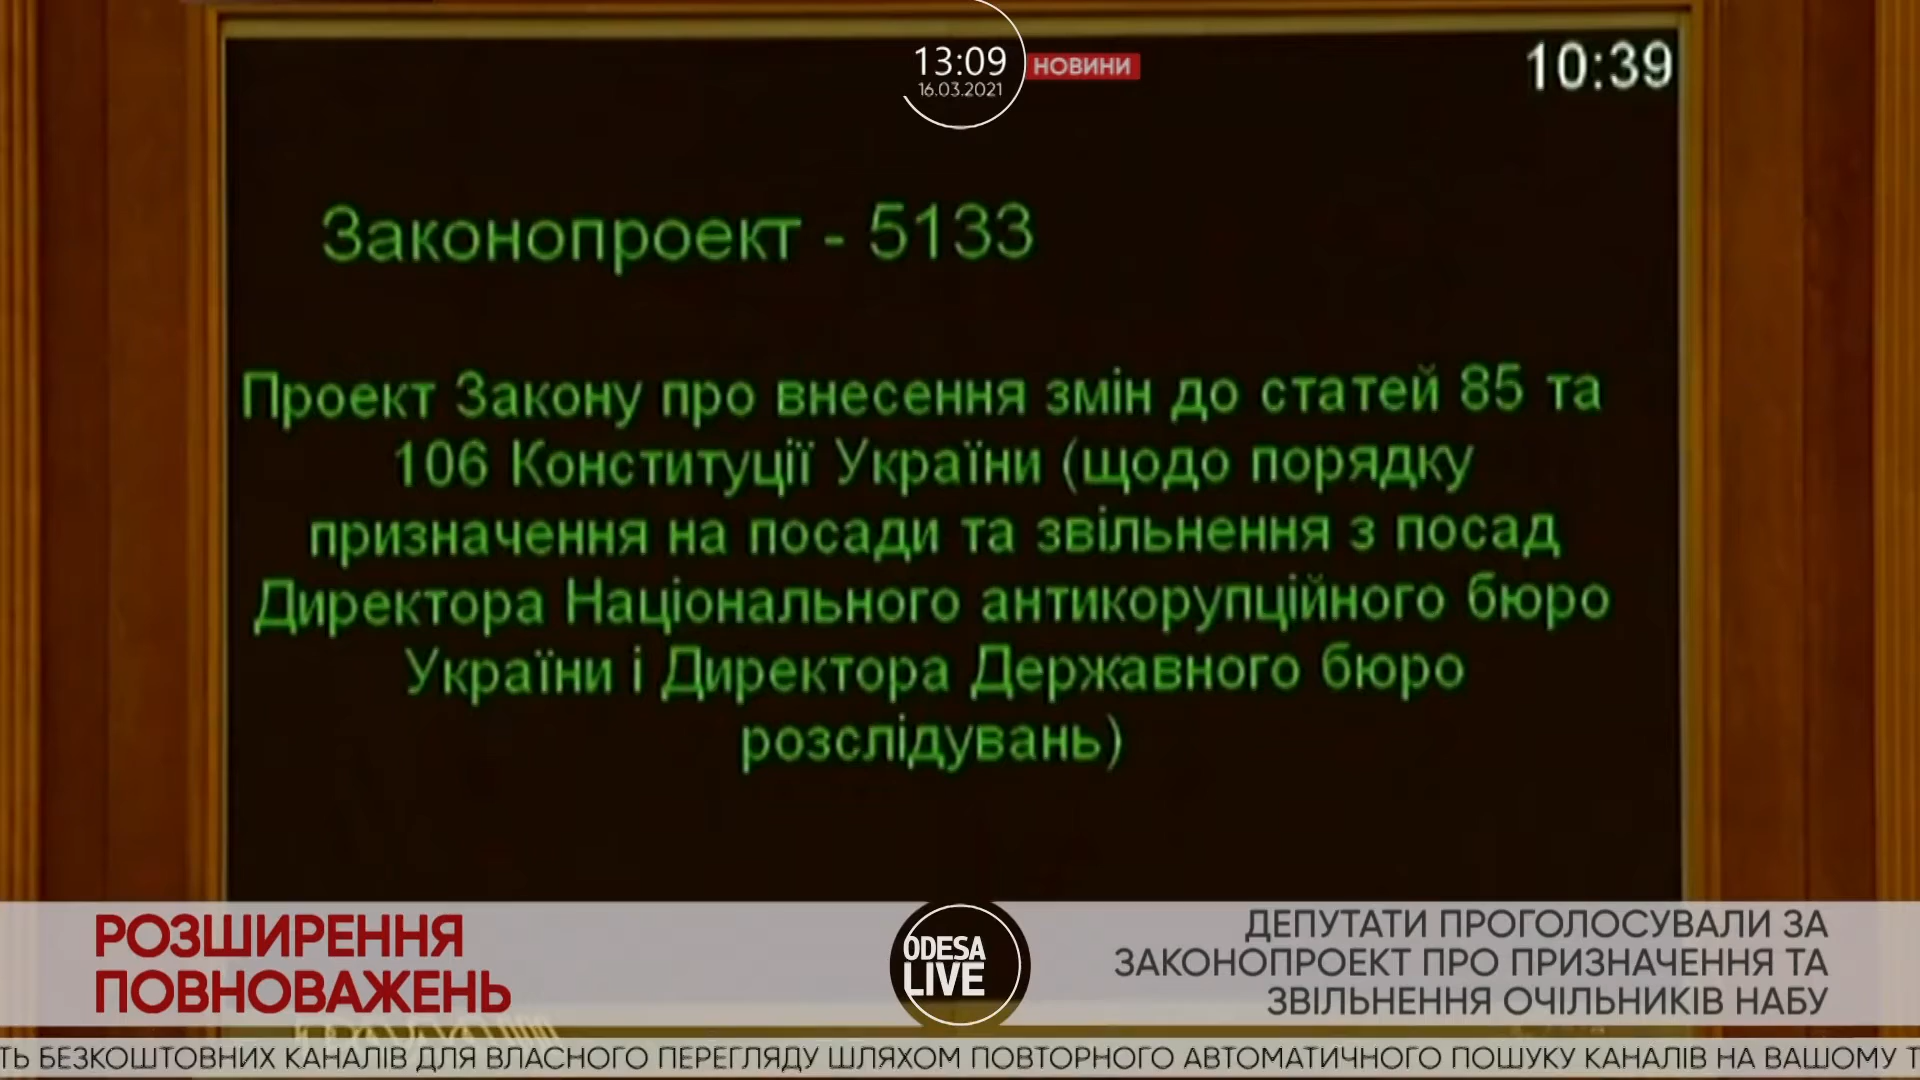 13:09
16.03.2021
НОВИНИ
10:39
Законопроект - 5133
Проект Закону про внесення змін до статей 85 та
106 Конституції України (щодо порядку
призначення на посади та звільнення з посад
Директора Національного антикорупційного бюро
України і Директора Державного бюро
розслідувань)
РОЗШИРЕННЯ
ПОВНОВАЖЕНЬ
ODESA
LIVE
ДЕПУТАТИ ПРОГОЛОСУВАЛИ ЗА
ЗАКОНОПРОЕКТ ПРО ПРИЗНАЧЕННЯ ТА
ЗВІЛЬНЕННЯ ОЧІЛЬНИКІВ НАБУ
ТЬ БЕЗКОШТОВНИХ КАНАЛІВ ДЛЯ ВЛАСНОГО ПЕРЕГЛЯДУ ШЛЯХОМ ПОВТОРНОГО АВТОМАТИЧНОГО ПОШУКУ КАНАЛІВ НА ВАШОМУ Т